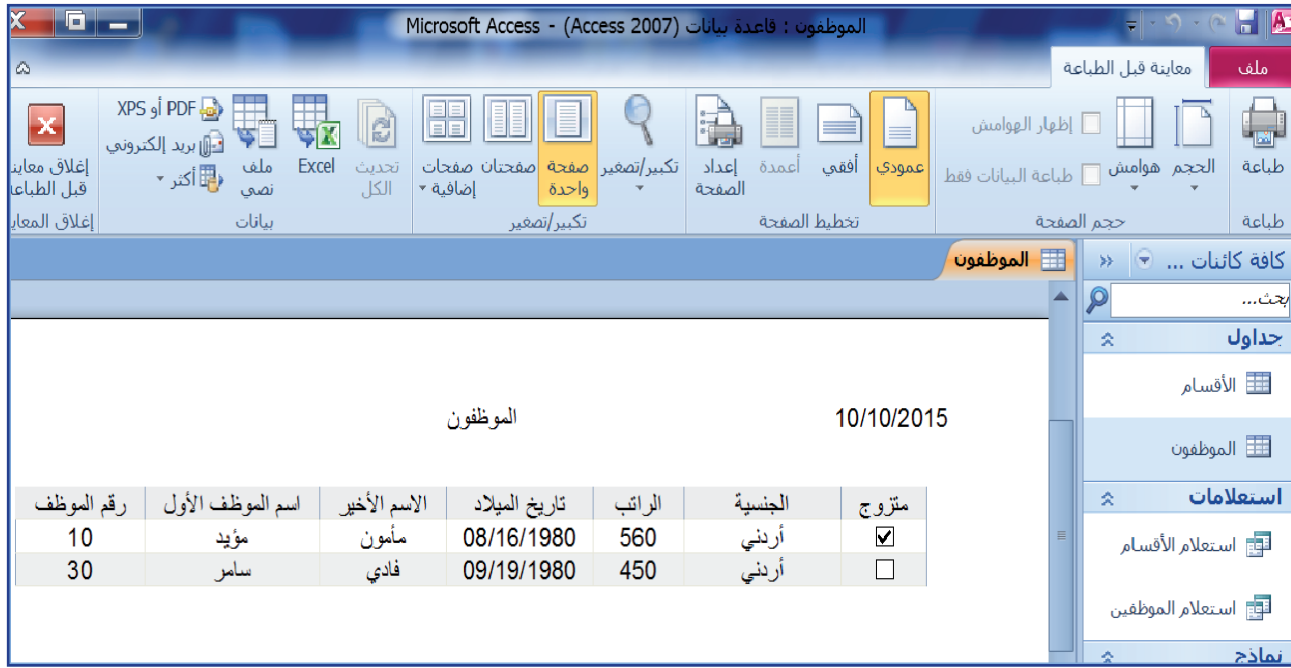 الموظفون : قاعدة بيانات (Access 2007) - Microsoft Access
ملف
معاينة قبل الطباعة
طباعة
الحجم
هوامش
إظهار الهوامش
طباعة البيانات فقط
عمودي
أفقي
أعمدة
إعداد الصفحة
تكبير/تصغير
صفحة واحدة
صفحتان
صفحات إضافية
تحديث الكل
Excel
ملف نصي
PDF أو XPS
بريد إلكتروني
أكثر
إغلاق معاينة
قبل الطباعة
طباعة
حجم الصفحة
تخطيط الصفحة
تكبير/تصغير
بيانات
إغلاق المعاي
كافة كائنات ...
الموظفون
بحث...
جداول
الأقسام
الموظفون
استعلامات
استعلام الأقسام
استعلام الموظفين
نماذج
10/10/2015
الموظفون
متزوج الجنسية الراتب تاريخ الميلاد الاسم الأخير اسم الموظف الأول رقم الموظف
أردني 560 08/16/1980 مأمون مؤيد 10
أردني 450 09/19/1980 فادي سامر 30